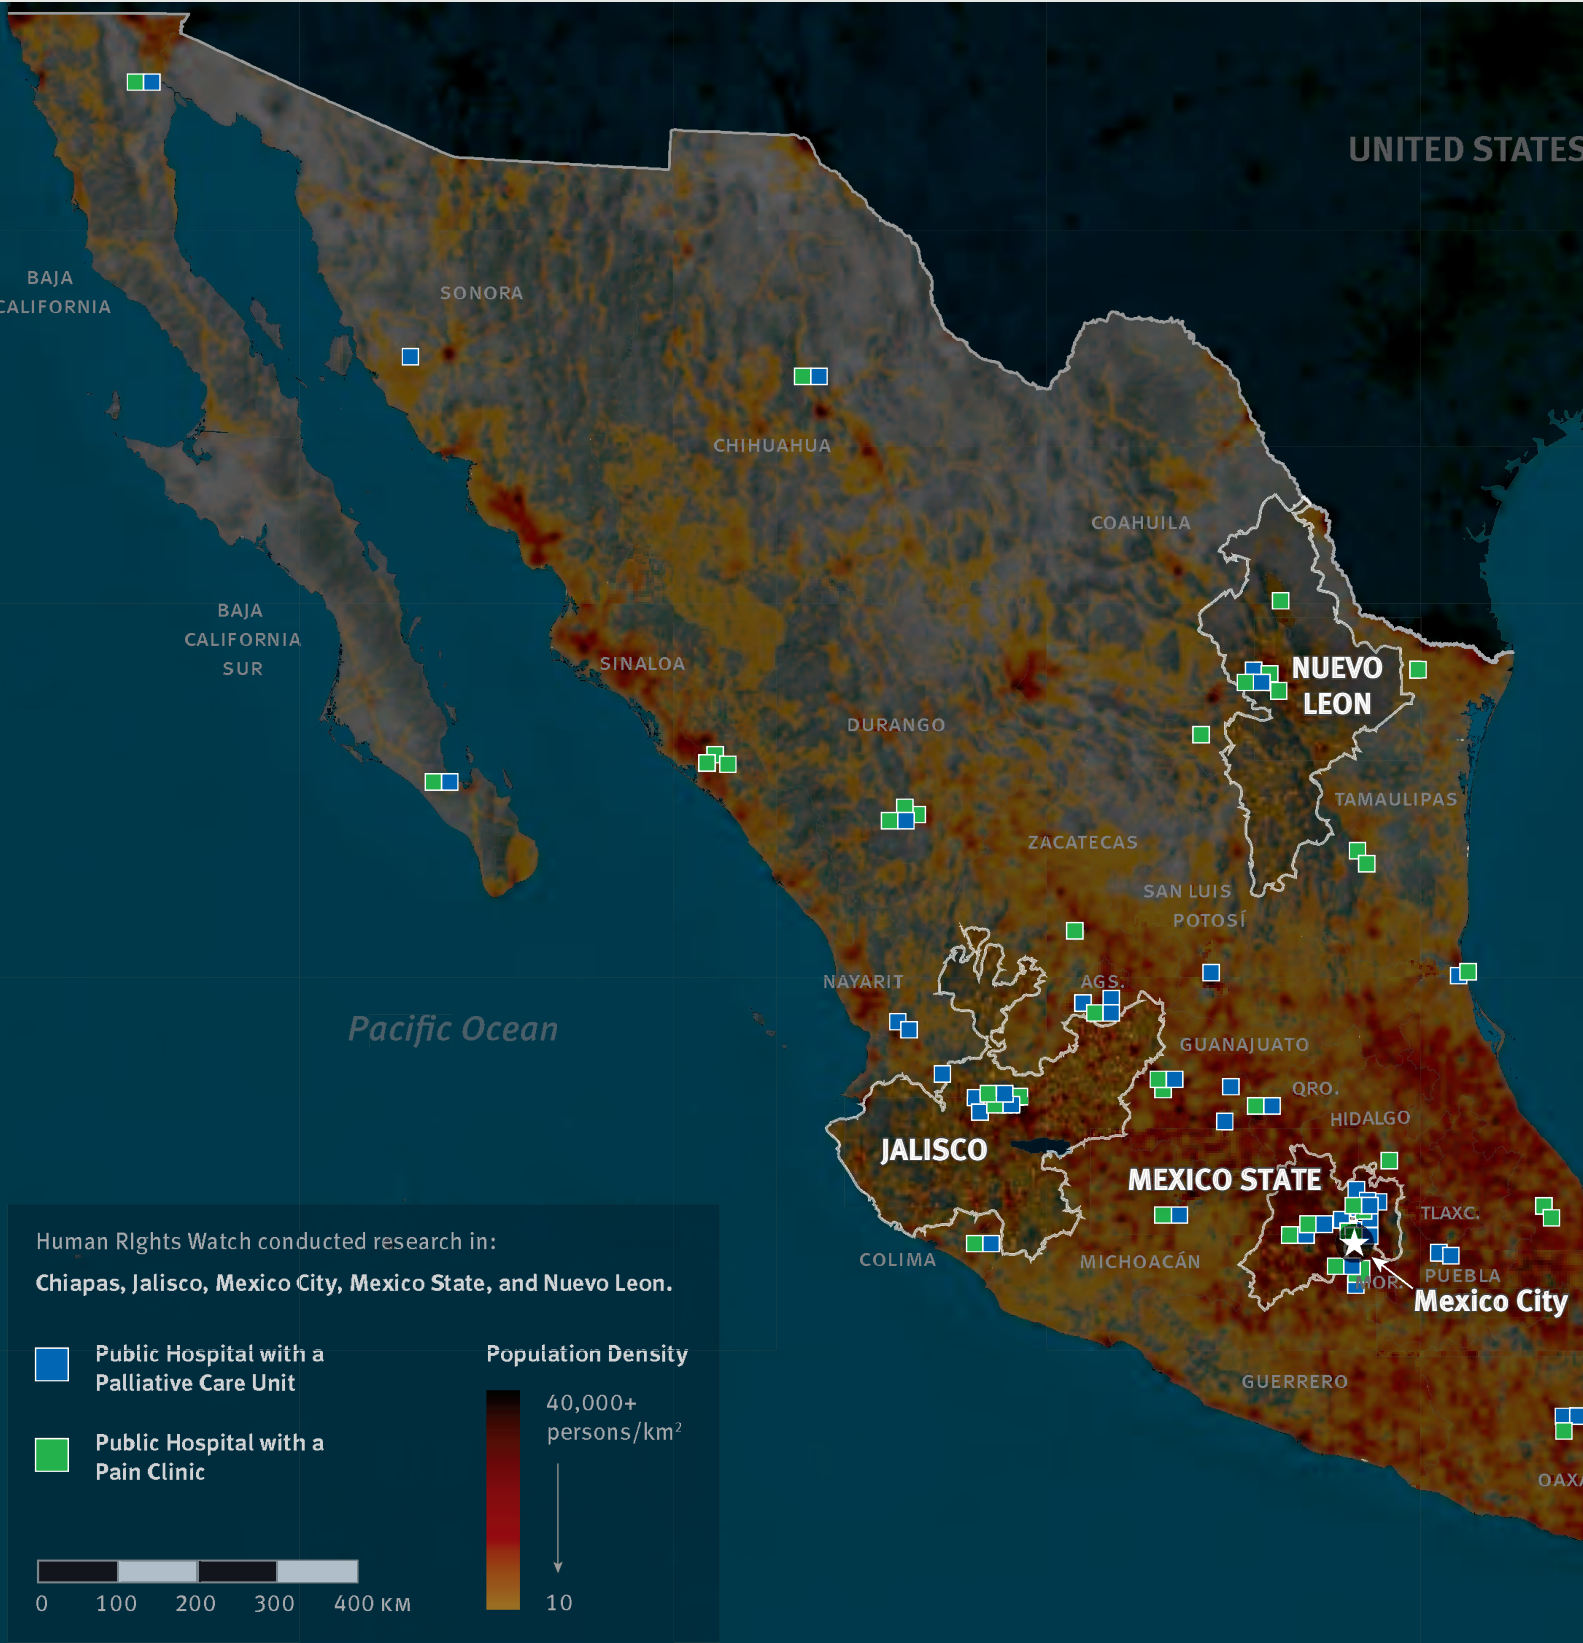 UNITED STATES
BAJA
CALIFORNIA
SONORA
CHIHUAHUA
COAHUILA
BAJA
CALIFORNIA
SUR
SINALOA
NUEVO
LEON
DURANGO
TAMAULIPAS
ZACATECAS
SAN LUIS
POTOSÍ
NAYARIT
AGS.
Pacific Ocean
GUANAJUATO
QRO.
HIDALGO
JALISCO
MEXICO STATE
TLAXC.
COLIMA
MICHOACÁN
MOR.
PUEBLA
Mexico City
GUERRERO
OAXA
Human RIghts Watch conducted research in:
Chiapas, Jalisco, Mexico City, Mexico State, and Nuevo Leon.
Public Hospital with a
Palliative Care Unit
Public Hospital with a
Pain Clinic
Population Density
40,000+
persons/km²
10
0 100 200 300 400 KM